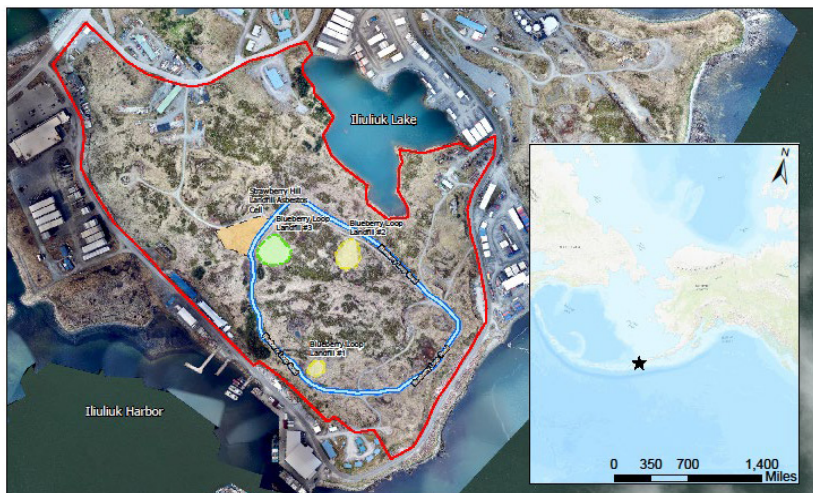 Iliuliuk Lake
Strawberry Hill
Landfill Asbestos
Cell
Blueberry Loop
Landfill #3
Blueberry Loop
Landfill #2
Blueberry Loop
Landfill #1
Iliuliuk Harbor
N
0 350 700 1,400
Miles